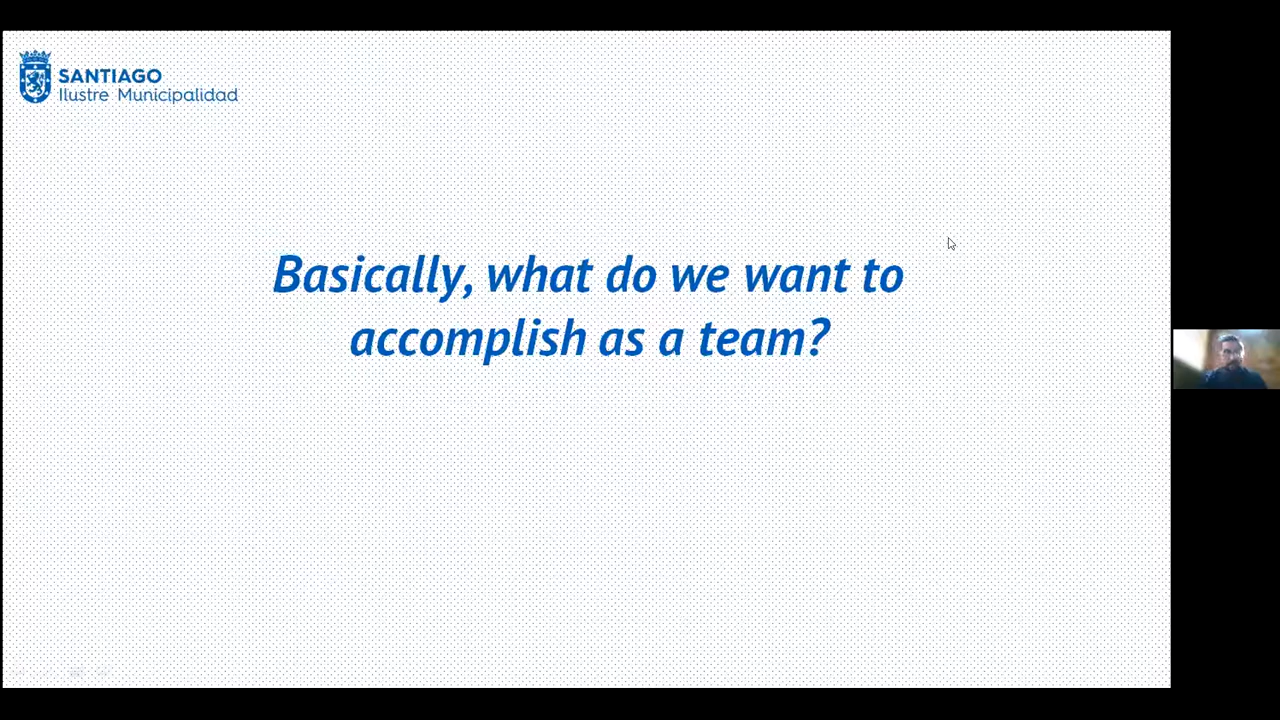 SANTIAGO
Ilustre Municipalidad
Basically, what do we want to
accomplish as a team?